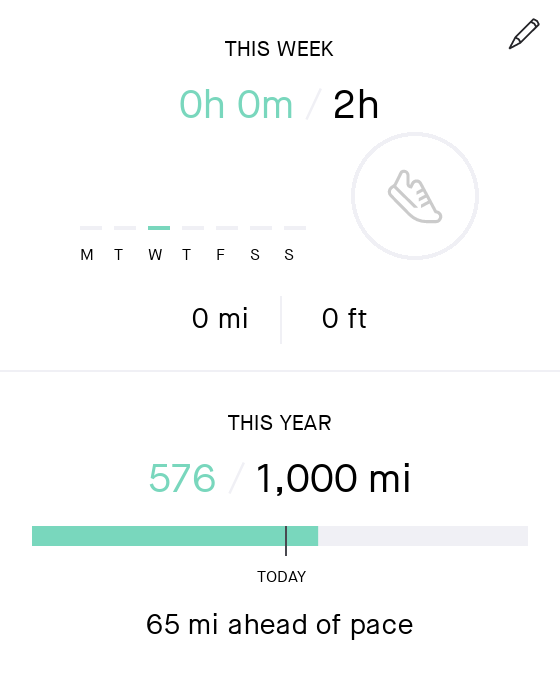 THIS WEEK
0h 0m / 2h
M T W T F S S
0 mi 0 ft
THIS YEAR
576 / 1,000 mi
TODAY
65 mi ahead of pace